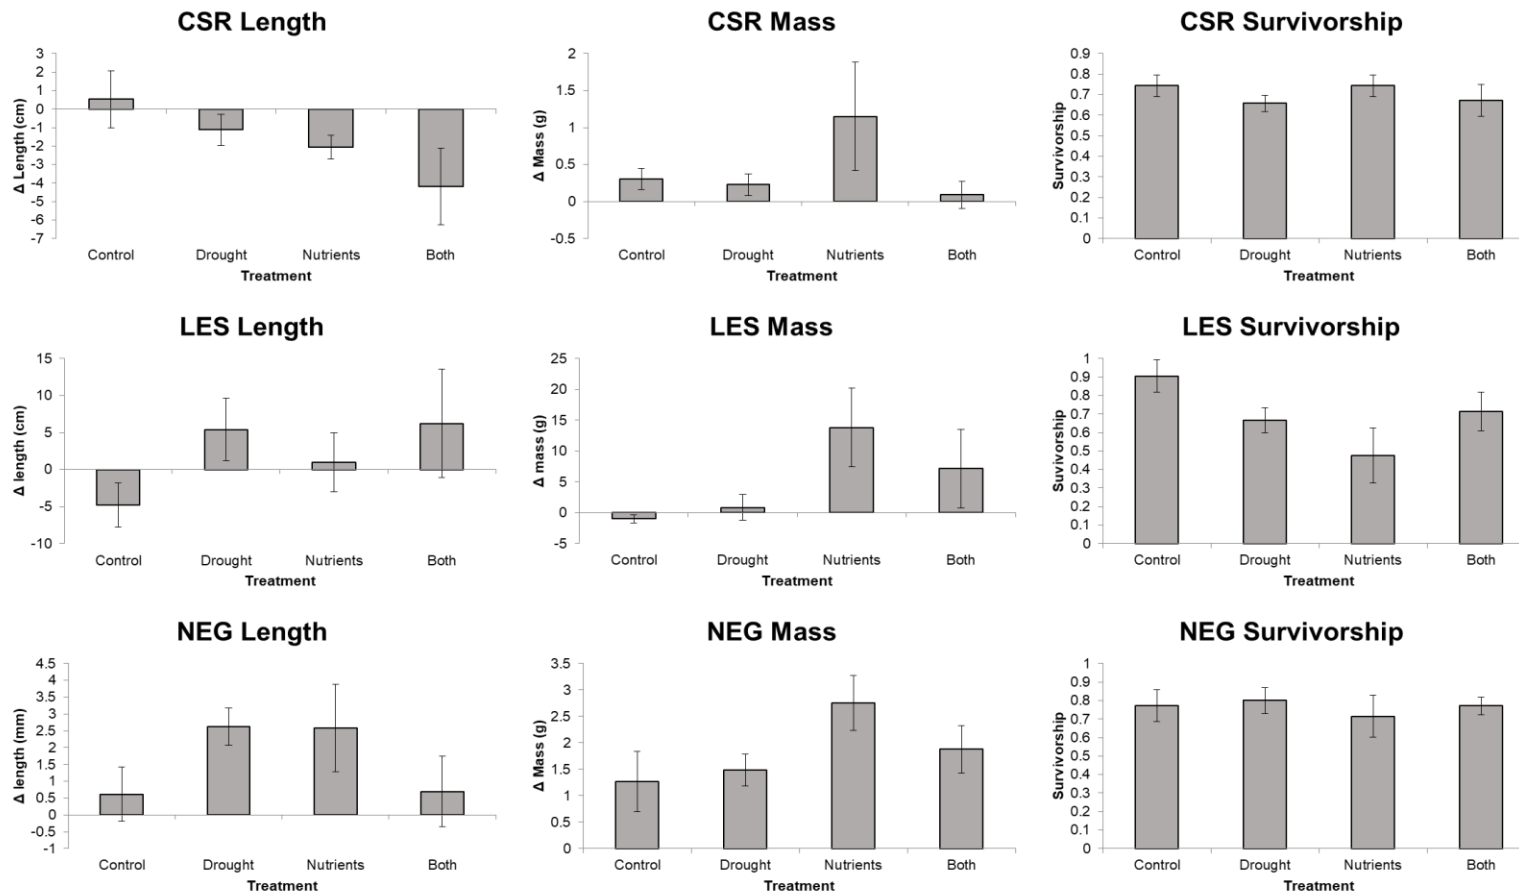 CSR Length
3
2
1
0
-1
-2
-3
-4
-5
-6
-7
Δ Length (cm)
Control Drought Nutrients Both
Treatment
CSR Mass
2
1.5
1
0.5
0
-0.5
Δ Mass (g)
Control Drought Nutrients Both
Treatment
CSR Survivorship
0.9
0.8
0.7
0.6
0.5
0.4
0.3
0.2
0.1
0
Survivorship
Control Drought Nutrients Both
Treatment
LES Length
15
10
5
0
-5
-10
Δ length (cm)
Control Drought Nutrients Both
Treatment
LES Mass
25
20
15
10
5
0
-5
Δ mass (g)
Control Drought Nutrients Both
Treatment
LES Survivorship
1
0.9
0.8
0.7
0.6
0.5
0.4
0.3
0.2
0.1
0
Suvivorship
Control Drought Nutrients Both
Treatment
NEG Length
4.5
4
3.5
3
2.5
2
1.5
1
0.5
0
-0.5
-1
Δ length (mm)
Control Drought Nutrients Both
Treatment
NEG Mass
3.5
3
2.5
2
1.5
1
0.5
0
Δ Mass (g)
Control Drought Nutrients Both
Treatment
NEG Survivorship
1
0.9
0.8
0.7
0.6
0.5
0.4
0.3
0.2
0.1
0
Survivorship
Control Drought Nutrients Both
Treatment